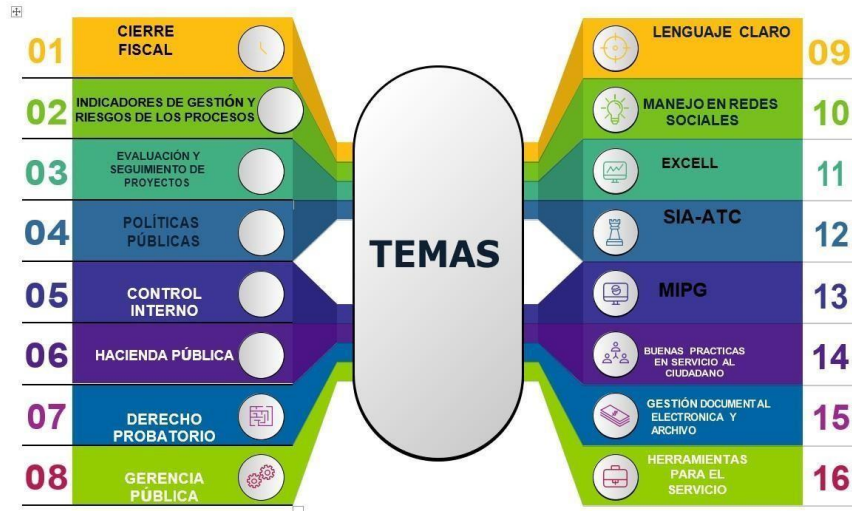 01
CIERRE
FISCAL
02
INDICADORES DE GESTIÓN Y
RIESGOS DE LOS PROCESOS
03
EVALUACIÓN Y
SEGUIMIENTO DE
PROYECTOS
04
POLÍTICAS
PÚBLICAS
05
CONTROL
INTERNO
06
HACIENDA PÚBLICA
07
DERECHO
PROBATORIO
08
GERENCIA
PÚBLICA
TEMAS
LENGUAJE CLARO
09
MANEJO EN REDES
SOCIALES
10
EXCELL
11
SIA-ATC
12
MIPG
13
BUENAS PRACTICAS
EN SERVICIO AL
CIUDADANO
14
GESTIÓN DOCUMENTAL
ELECTRONICA Y
ARCHIVO
15
HERRAMIENTAS
PARA EL
SERVICIO
16